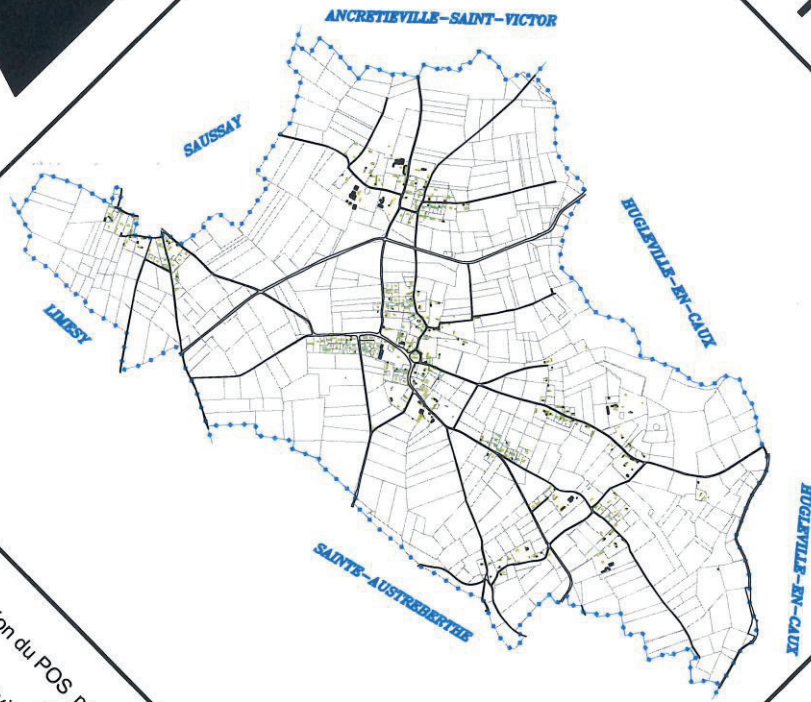 ANCRETIEVILLE-SAINT-VICTOR
SAUSSAY
HUGLEVILLE-EN-CAUX
LIMESY
SAINTE-AUSTREBERTHE
HUGLEVILLE-EN-CAUX
on du POS